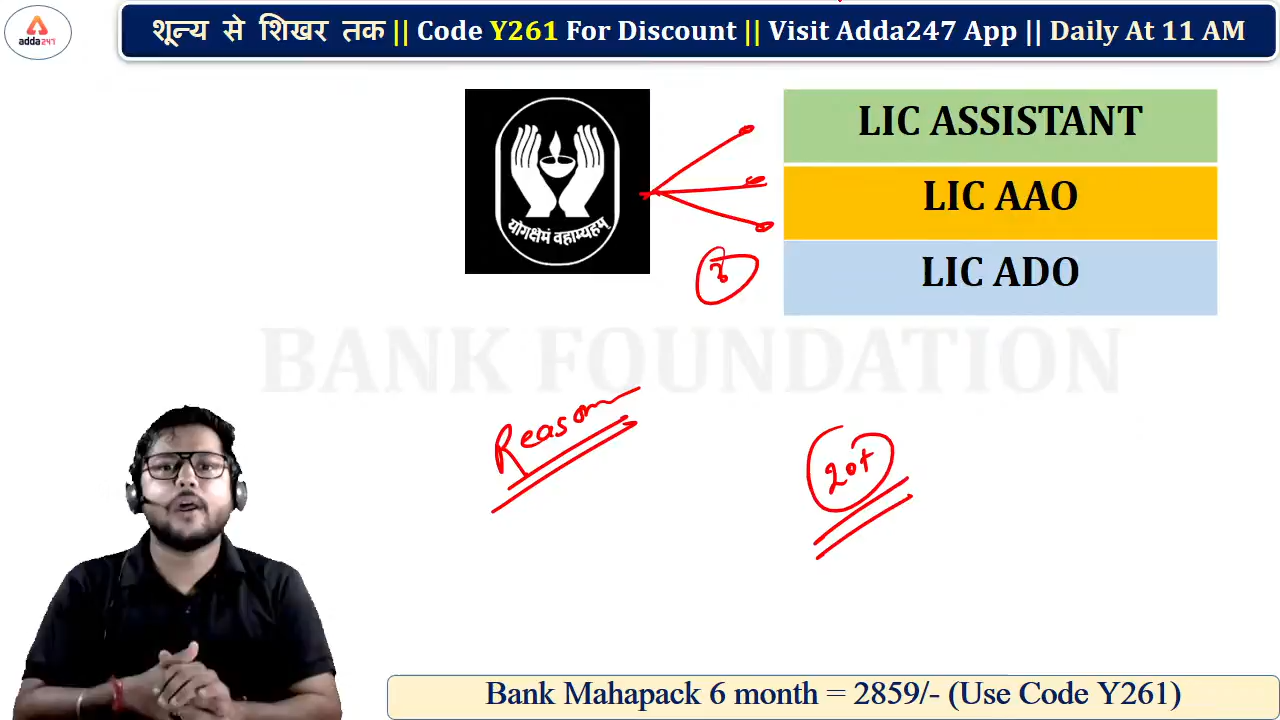 शून्य से शिखर तक || Code Y261 For Discount || Visit Adda247 App || Daily At 11 AM
adda247
LIC ASSISTANT
LIC AAO
LIC ADO
योगक्षेमं वहाम्यहम्
BANK FOUNDATION
Reason
20+
Bank Mahapack 6 month = 2859/- (Use Code Y261)